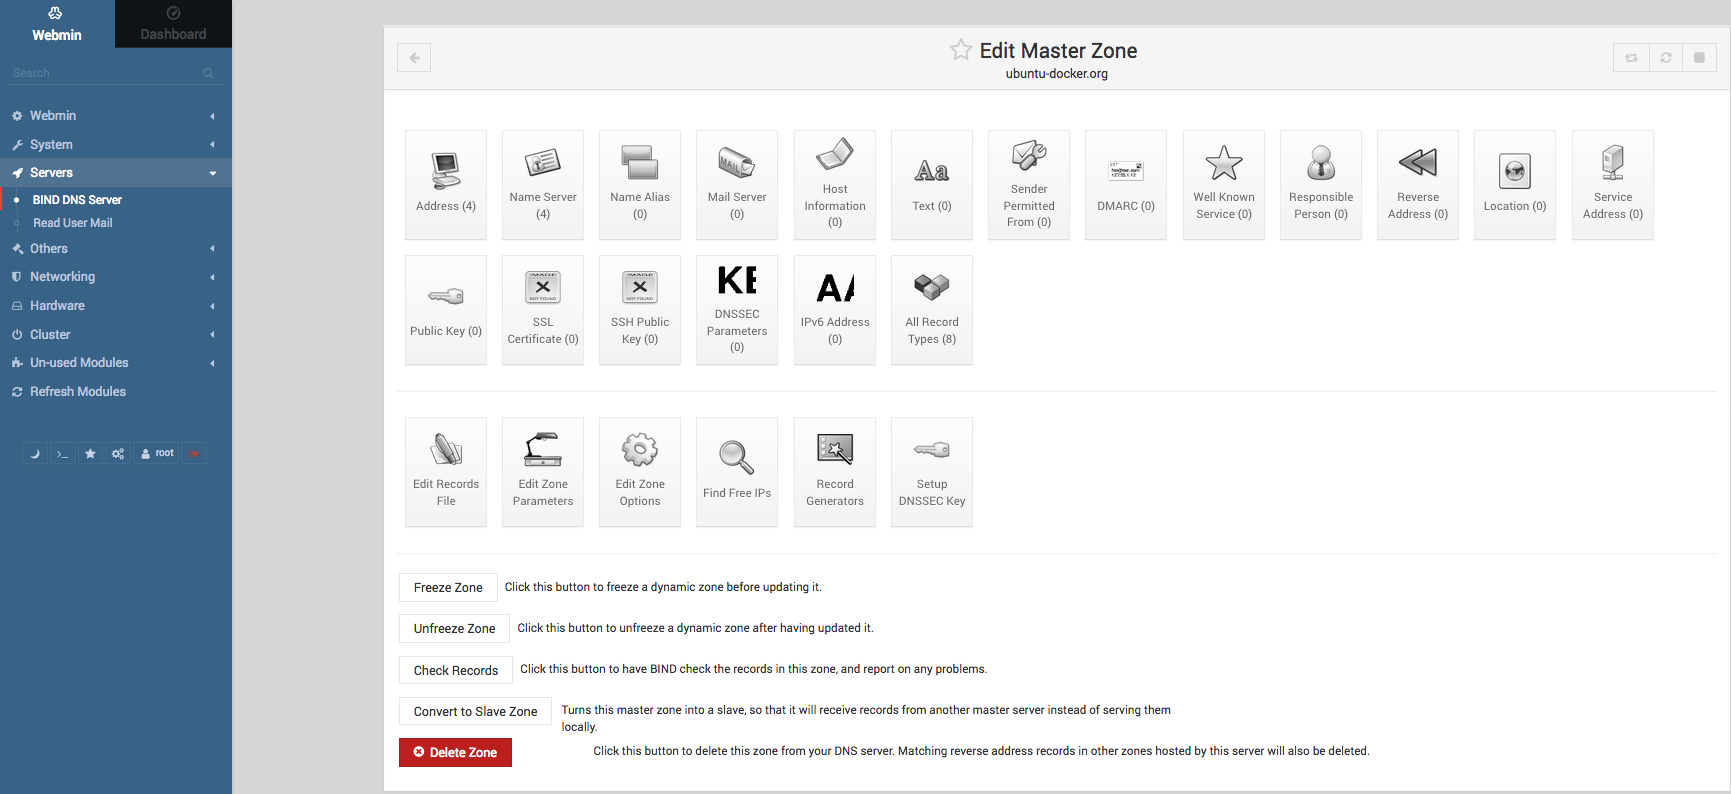 Webmin
Dashboard
Search
Webmin
System
Servers
BIND DNS Server
Read User Mail
Others
Networking
Hardware
Cluster
Un-used Modules
Refresh Modules
>_
root
Edit Master Zone
ubuntu-docker.org
Address (4)
Name Server
(4)
Name Alias
(0)
MAIL
Mail Server
(0)
Host
Information
(0)
Aa
Text (0)
Sender
Permitted
From (0)
DMARC (0)
Well Known
Service (0)
Responsible
Person (0)
Reverse
Address (0)
Location (0)
Service
Address (0)
Public Key (0)
IMAGE
NOT FOUND
SSL
Certificate (0)
IMAGE
NOT FOUND
SSH Public
Key (0)
KE
DNSSEC
Parameters
(0)
AA
IPv6 Address
(0)
All Record
Types (8)
Edit Records
File
Edit Zone
Parameters
Edit Zone
Options
Find Free IPs
Record
Generators
Setup
DNSSEC Key
Freeze Zone Click this button to freeze a dynamic zone before updating it.
Unfreeze Zone Click this button to unfreeze a dynamic zone after having updated it.
Check Records Click this button to have BIND check the records in this zone, and report on any problems.
Convert to Slave Zone Turns this master zone into a slave, so that it will receive records from another master server instead of serving them
locally.
Delete Zone Click this button to delete this zone from your DNS server. Matching reverse address records in other zones hosted by this server will also be deleted.